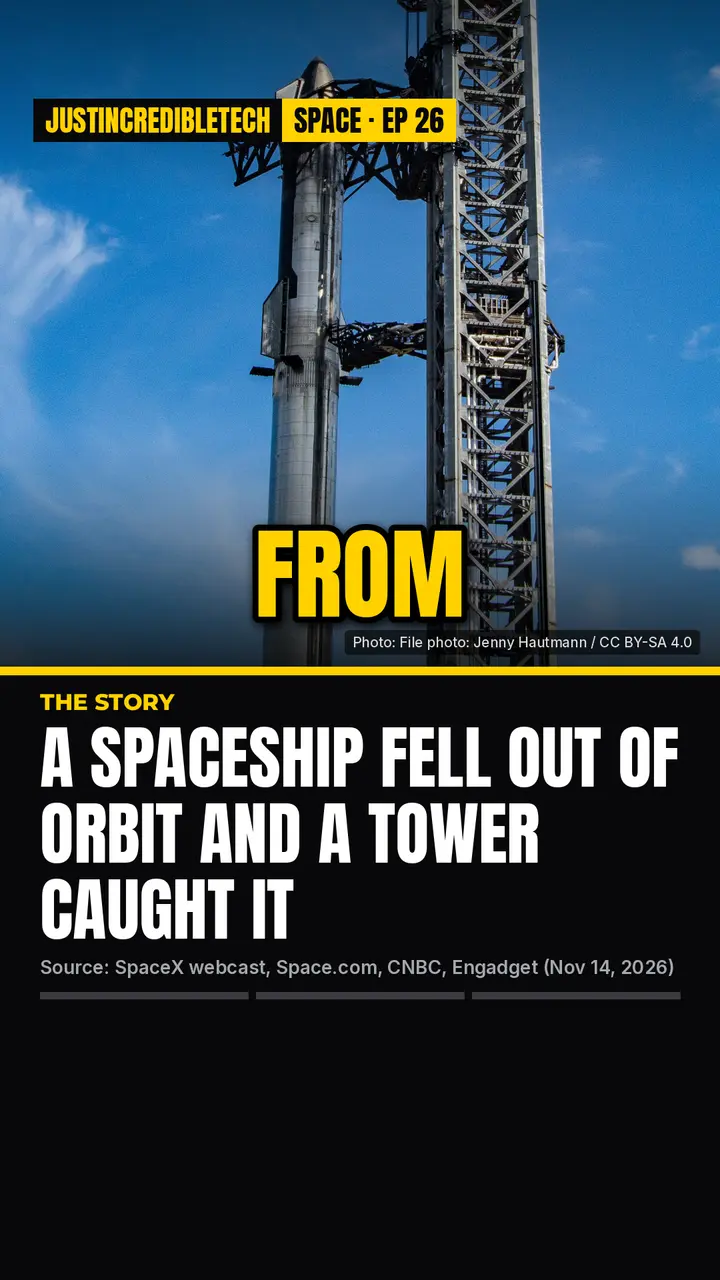 JUSTINCREDIBLETECH SPACE · EP 26
FROM
Photo: File photo: Jenny Hautmann / CC BY-SA 4.0
THE STORY
A SPACESHIP FELL OUT OF
ORBIT AND A TOWER
CAUGHT IT
Source: SpaceX webcast, Space.com, CNBC, Engadget (Nov 14, 2026)